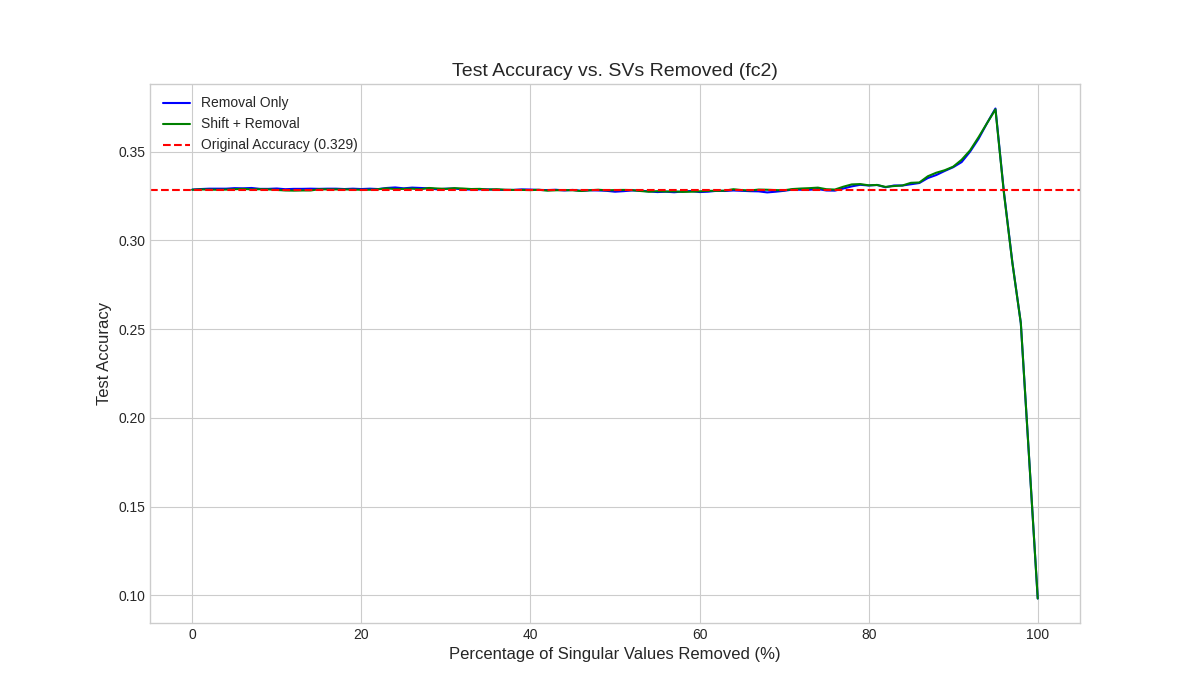 Test Accuracy vs. SVs Removed (fc2)
Removal Only
Shift + Removal
Original Accuracy (0.329)
Test Accuracy
0.35
0.30
0.25
0.20
0.15
0.10
0 20 40 60 80 100
Percentage of Singular Values Removed (%)